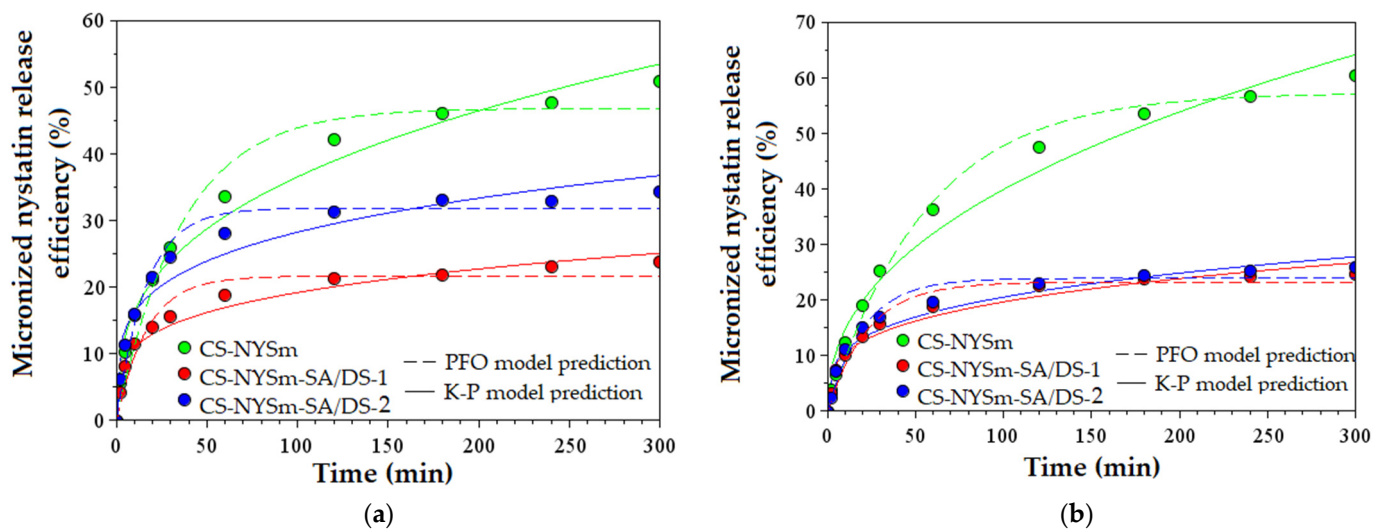 Micronized nystatin release
efficiency (%)
60
50
40
30
20
10
0
CS-NYSm
CS-NYSm-SA/DS-1
CS-NYSm-SA/DS-2
PFO model prediction
K-P model prediction
0 50 100 150 200 250 300
Time (min)
(a)
Micronized nystatin release
efficiency (%)
70
60
50
40
30
20
10
0
CS-NYSm
CS-NYSm-SA/DS-1
CS-NYSm-SA/DS-2
PFO model prediction
K-P model prediction
0 50 100 150 200 250 300
Time (min)
(b)